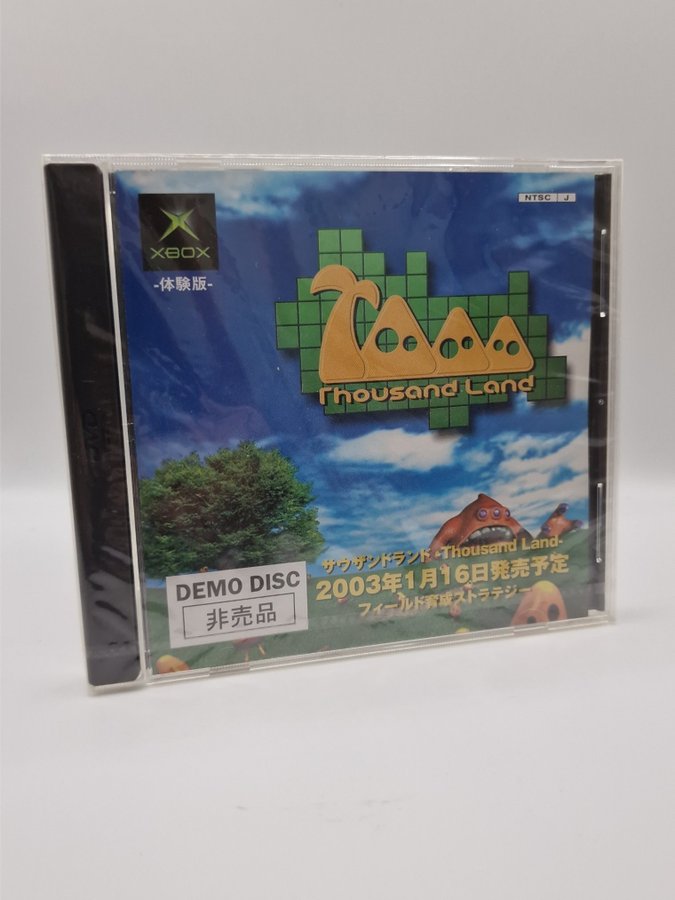 XBOX
-体験版-
NTSC J
Thousand Land
サウザンドランド -Thousand Land-
2003年1月16日発売予定
フィールド育成ストラテジー
DEMO DISC
非売品